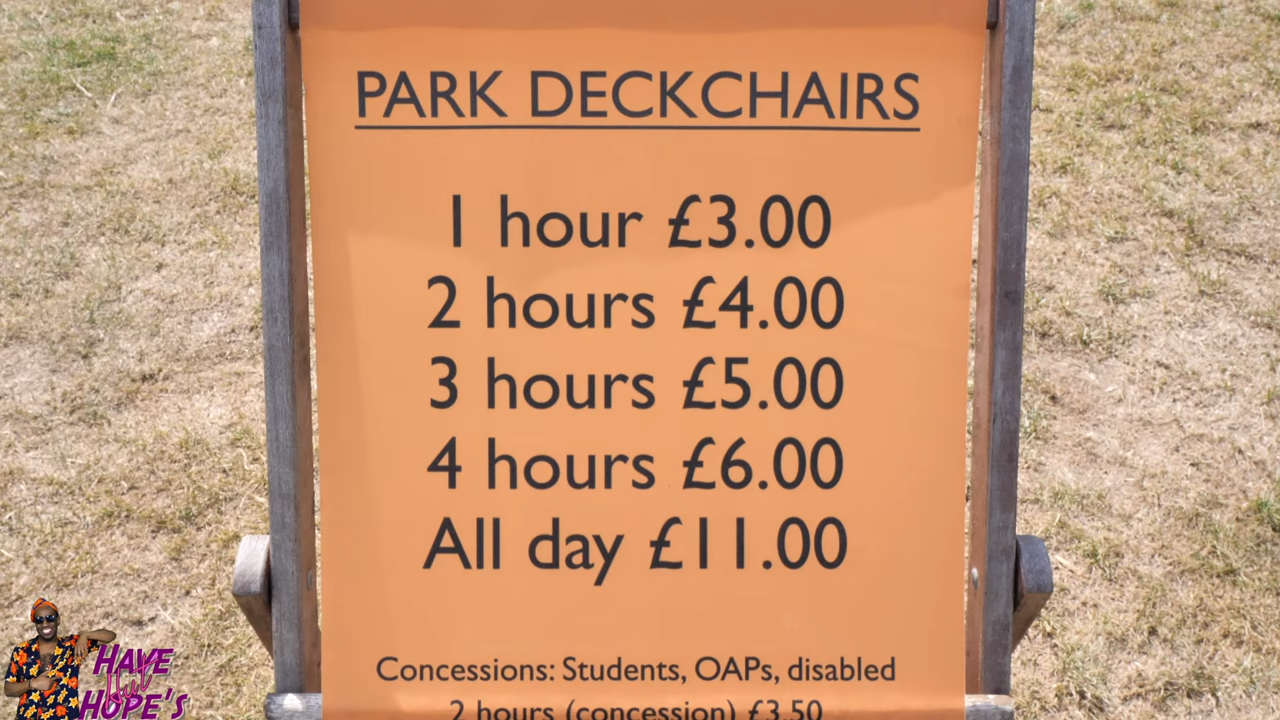 PARK DECKCHAIRS
1 hour £3.00
2 hours £4.00
3 hours £5.00
4 hours £6.00
All day £11.00
Concessions: Students, OAPs, disabled
2 hours (concession) £3.50
HAVE
but
HOPE'S